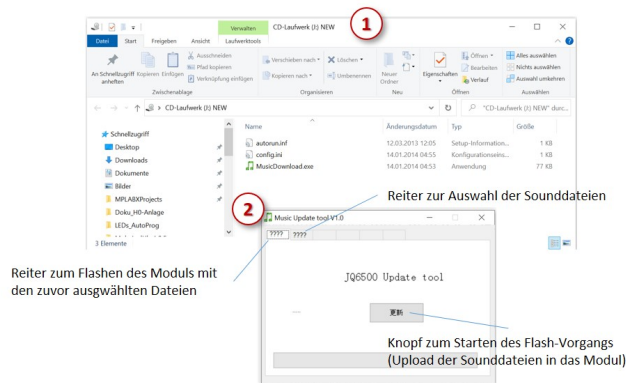 Verwalten
CD-Laufwerk (J:) NEW
1
Datei Start Freigeben Ansicht Laufwerktools
An Schnellzugriff anheften
Kopieren
Einfügen
Ausschneiden
Pfad kopieren
Verknüpfung einfügen
Zwischenablage
Verschieben nach
Kopieren nach
Löschen
Umbenennen
Organisieren
Neuer Ordner
Neu
Eigenschaften
Öffnen
Bearbeiten
Verlauf
Öffnen
Alles auswählen
Nichts auswählen
Auswahl umkehren
Auswählen
CD-Laufwerk (J:) NEW
"CD-Laufwerk (J:) NEW" durc...
Schnellzugriff
Desktop
Downloads
Dokumente
Bilder
MPLABXProjects
Doku_H0-Anlage
LEDs_AutoProg
3 Elemente
Name Änderungsdatum Typ Größe
autorun.inf 12.03.2013 12:05 Setup-Information... 1 KB
config.ini 14.01.2014 04:55 Konfigurationseins... 1 KB
MusicDownload.exe 14.01.2014 04:53 Anwendung 77 KB
Reiter zur Auswahl der Sounddateien
2
Music Update tool V1.0
???? ????
Reiter zum Flashen des Moduls mit
den zuvor ausgwählten Dateien
JQ6500 Update tool
更新
Knopf zum Starten des Flash-Vorgangs
(Upload der Sounddateien in das Modul)